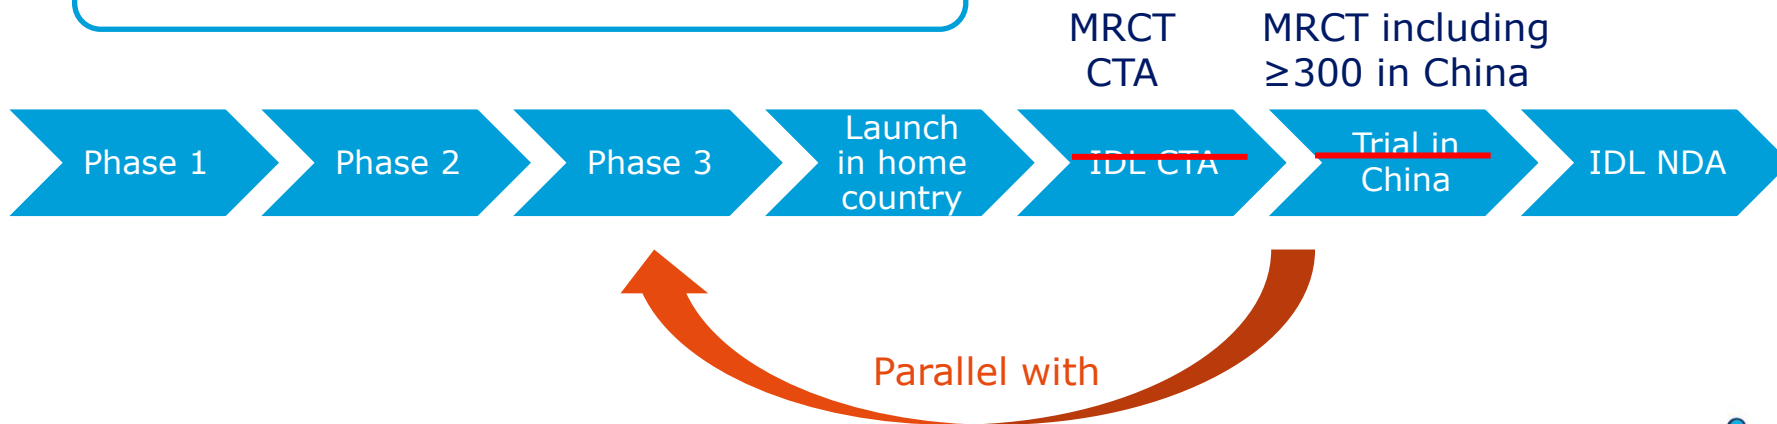 MRCT
CTA
MRCT including
≥300 in China
Phase 1
Phase 2
Phase 3
Launch
in home
country
IDL CTA
Trial in
China
IDL NDA
Parallel with